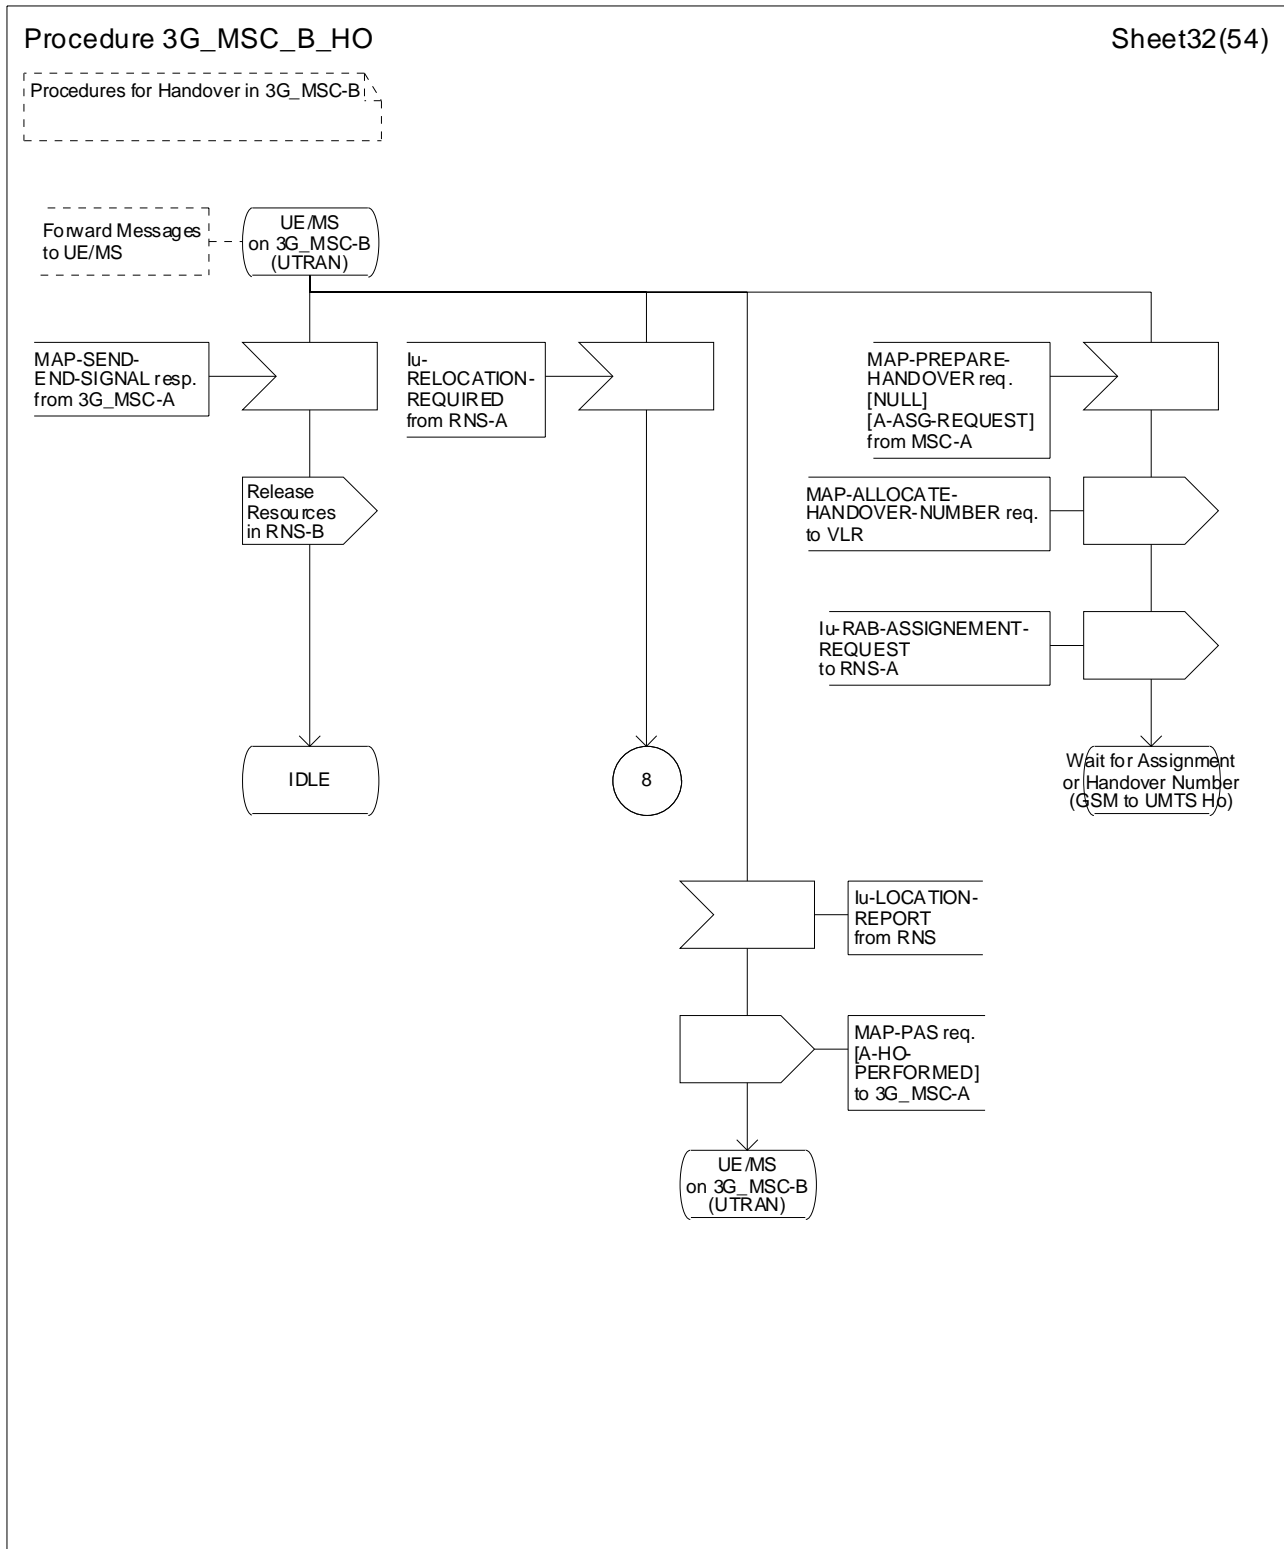 Procedure 3G_MSC_B_HO
Sheet32(54)
Procedures for Handover in 3G_MSC-B
Forward Messages
to UE/MS
UE/MS
on 3G_MSC-B
(UTRAN)
MAP-SEND-
END-SIGNAL resp.
from 3G_MSC-A
Iu-
RELOCATION-
REQUIRED
from RNS-A
MAP-PREPARE-
HANDOVER req.
[NULL]
[A-ASG-REQUEST]
from MSC-A
Release
Resources
in RNS-B
MAP-ALLOCATE-
HANDOVER-NUMBER req.
to VLR
Iu-RAB-ASSIGNEMENT-
REQUEST
to RNS-A
IDLE
8
Wait for Assignment
or Handover Number
(GSM to UMTS Ho)
Iu-LOCATION-
REPORT
from RNS
MAP-PAS req.
[A-HO-
PERFORMED]
to 3G_MSC-A
UE/MS
on 3G_MSC-B
(UTRAN)